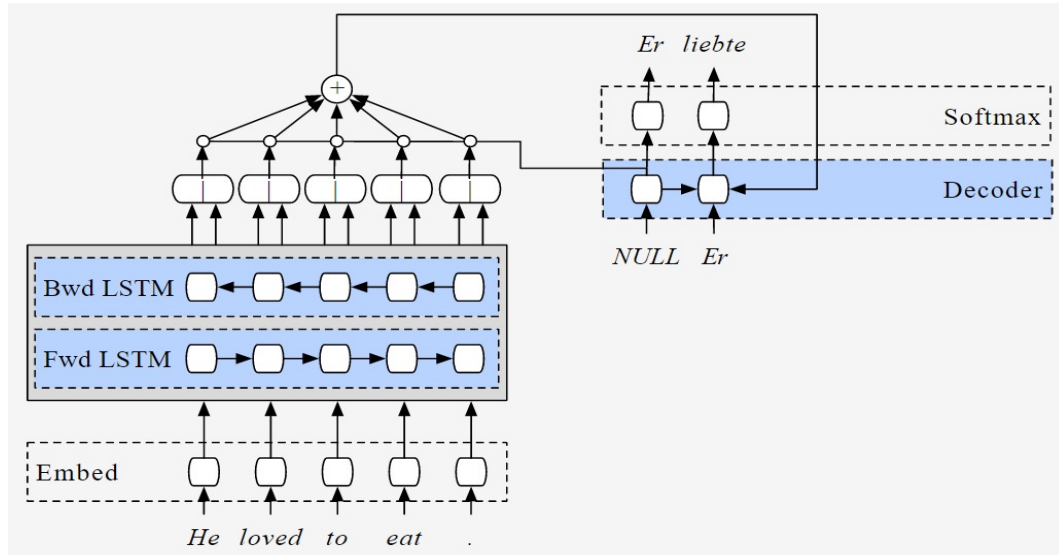 Er liebte
+
Softmax
Decoder
NULL Er
Bwd LSTM
Fwd LSTM
Embed
He loved to eat .